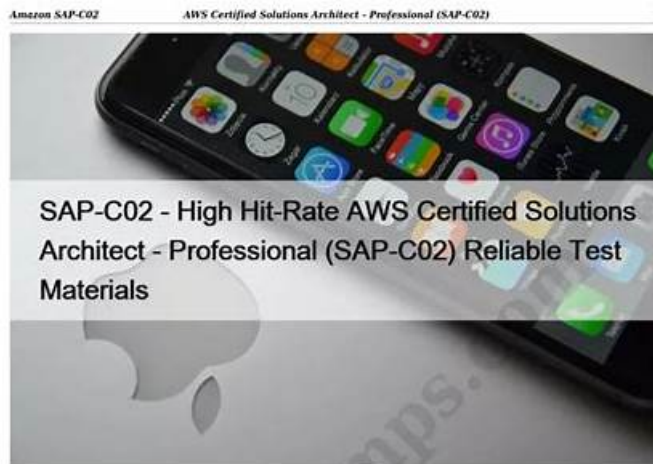 Amazon SAP-C02 AWS Certified Solutions Architect - Professional (SAP-C02)
SAP-C02 - High Hit-Rate AWS Certified Solutions
Architect - Professional (SAP-C02) Reliable Test
Materials